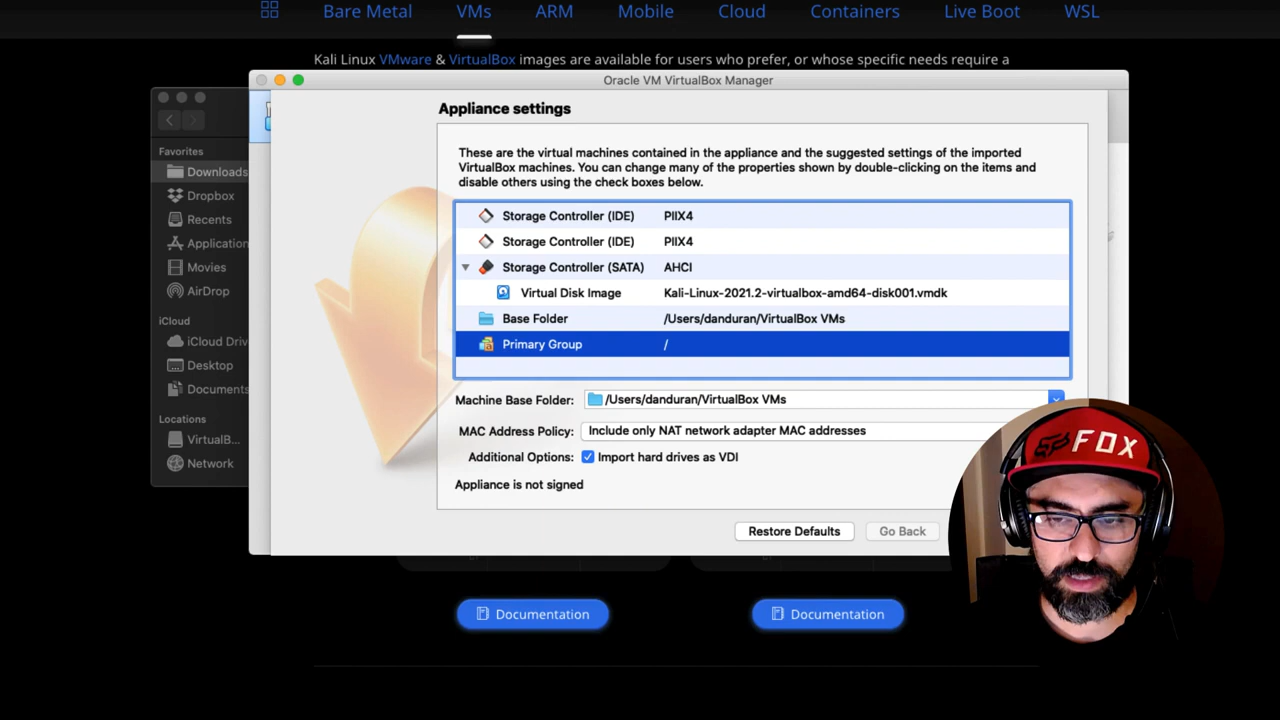 Bare Metal VMs ARM Mobile Cloud Containers Live Boot WSL
Kali Linux VMware & VirtualBox images are available for users who prefer, or whose specific needs require a
Oracle VM VirtualBox Manager
Appliance settings
These are the virtual machines contained in the appliance and the suggested settings of the imported
VirtualBox machines. You can change many of the properties shown by double-clicking on the items and
disable others using the check boxes below.
Storage Controller (IDE) PIIX4
Storage Controller (IDE) PIIX4
Storage Controller (SATA) AHCI
Virtual Disk Image Kali-Linux-2021.2-virtualbox-amd64-disk001.vmdk
Base Folder /Users/danduran/VirtualBox VMs
Primary Group /
Machine Base Folder: /Users/danduran/VirtualBox VMs
MAC Address Policy: Include only NAT network adapter MAC addresses
Additional Options: Import hard drives as VDI
Appliance is not signed
Restore Defaults Go Back
Favorites
Downloads
Dropbox
Recents
Application
Movies
AirDrop
iCloud
iCloud Driv
Desktop
Documents
Locations
VirtualB...
Network
FOX
Documentation Documentation